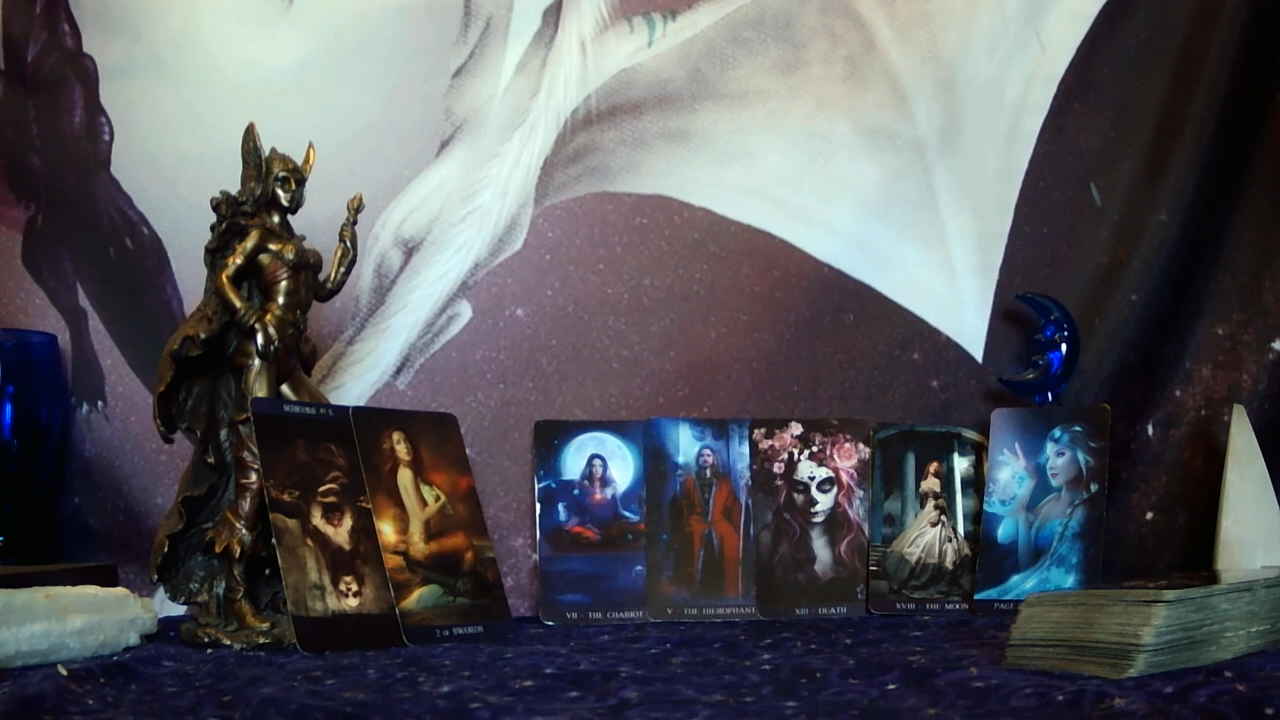 2 OF SWORDS
VII - THE CHARIOT
V - THE HIEROPHANT
XIII - DEATH
XVIII - THE MOON
PAGE